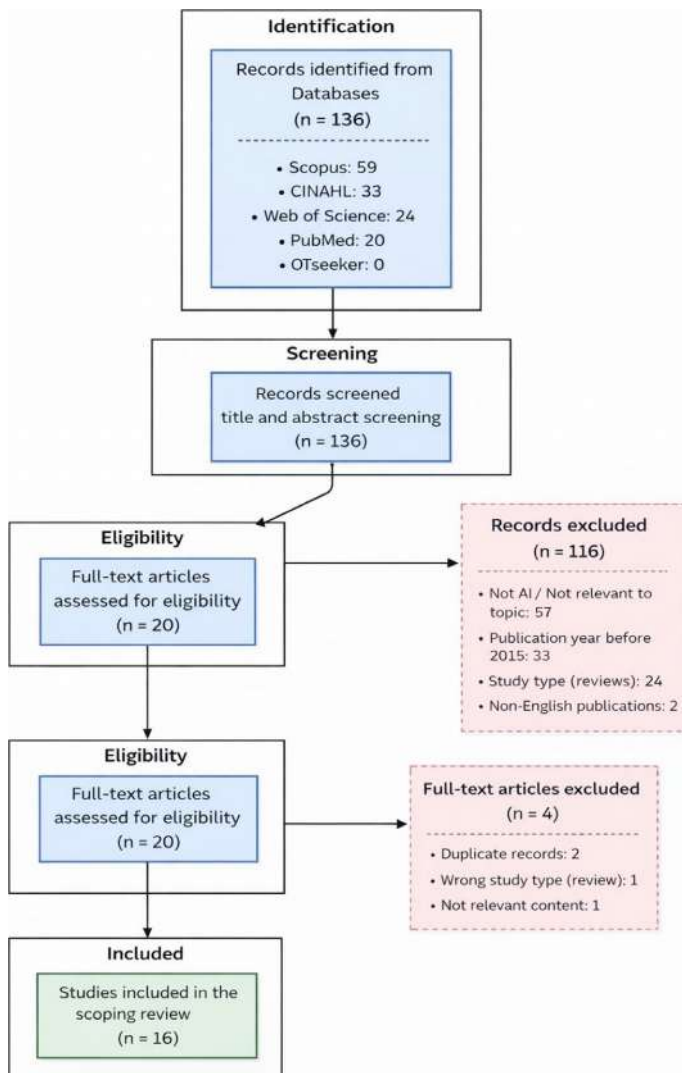 Identification
Records identified from
Databases
(n = 136)
• Scopus: 59
• CINAHL: 33
• Web of Science: 24
• PubMed: 20
• OTseeker: 0
Screening
Records screened
title and abstract screening
(n = 136)
Eligibility
Full-text articles
assessed for eligibility
(n = 20)
Records excluded
(n = 116)
• Not AI / Not relevant to
topic: 57
• Publication year before
2015: 33
• Study type (reviews): 24
• Non-English publications: 2
Eligibility
Full-text articles
assessed for eligibility
(n = 20)
Full-text articles excluded
(n = 4)
• Duplicate records: 2
• Wrong study type (review): 1
• Not relevant content: 1
Included
Studies included in the
scoping review
(n = 16)